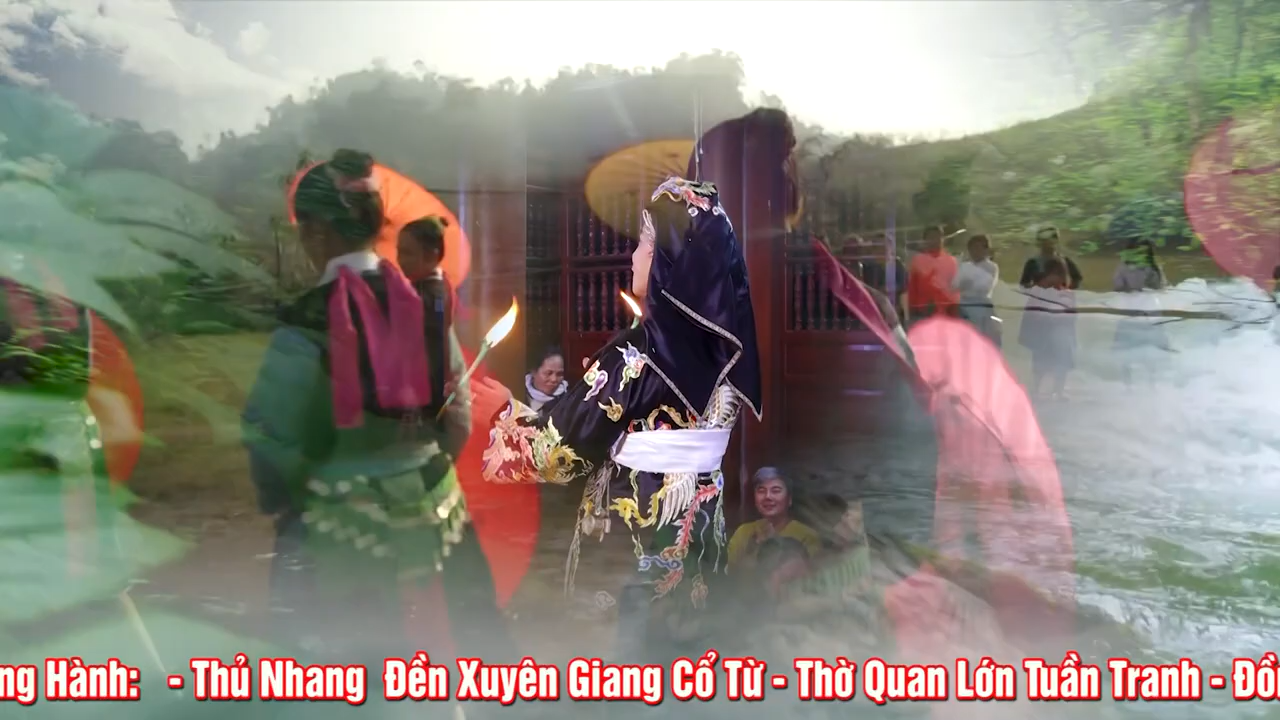 ng Hành: - Thủ Nhang Đền Xuyên Giang Cổ Từ - Thờ Quan Lớn Tuần Tranh - Đồ